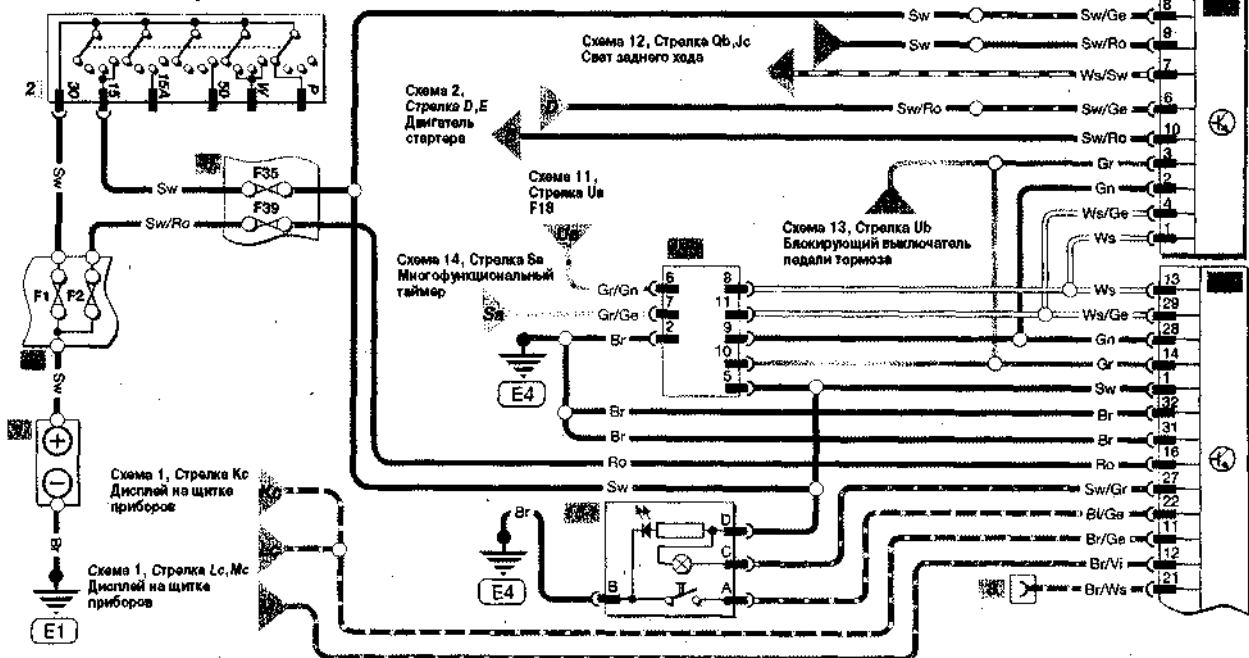 2
30
15
15A
50
W
P
Sw
Sw
Sw/Ro
F35
F39
F1
F2
Sw
+
−
Br
E1
Схема 12, Стрелка Qb,Jc
Свет заднего хода
Схема 2,
Стрелка D,E
Двигатель
стартера
D
Схема 11,
Стрелка Ua
F18
Схема 14, Стрелка Sa
Многофункциональный
таймер
Sa
Схема 13, Стрелка Ub
Блокирующий выключатель
педали тормоза
Sw
Sw
Sw/Ro
Sw/Ge
8
Sw/Ro
9
Ws/Sw
7
Sw/Ge
6
Sw/Ro
10
Gr
3
Gn
2
Ws/Ge
4
Ws
1
Gr/Gn
6
Gr/Ge
7
Br
2
8
11
9
10
5
E4
Ws
13
Ws/Ge
29
Gn
28
Gr
14
Sw
1
Br
Br
32
Br
Br
31
Ro
Ro
16
Sw
Sw/Gr
27
Bl/Ge
22
Br/Ge
11
Br/Vi
12
Br/Ws
21
Схема 1, Стрелка Kc
Дисплей на щитке
приборов
Kc
Схема 1, Стрелка Lc,Mc
Дисплей на щитке
приборов
Br
E4
B
D
C
A